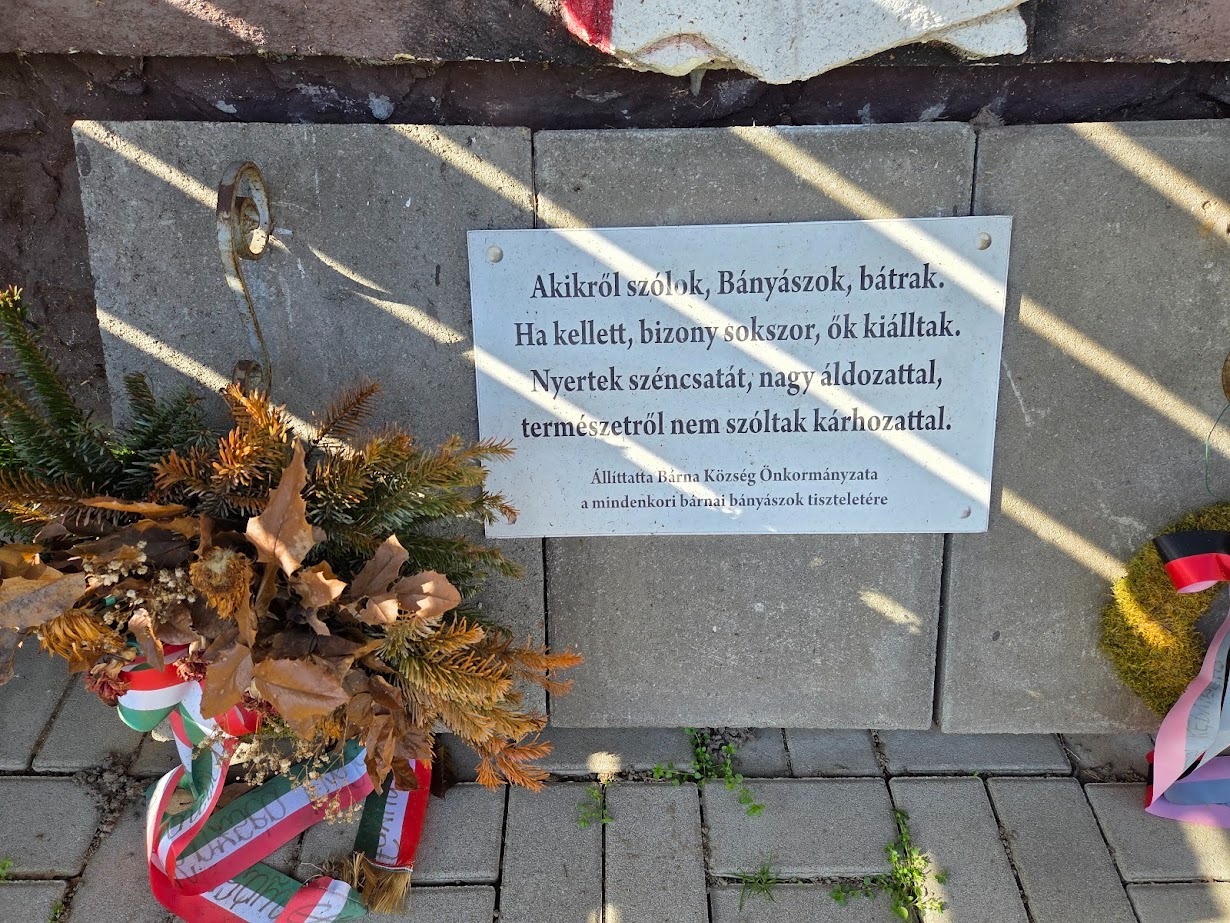 Akikről szólok, Bányászok, bátrak.
Ha kellett, bizony sokszor, ők kiálltak.
Nyertek széncsatát, nagy áldozattal,
természetről nem szóltak kárhozattal.
Állíttatta Bárna Község Önkormányzata
a mindenkori bárnai bányászok tiszteletére